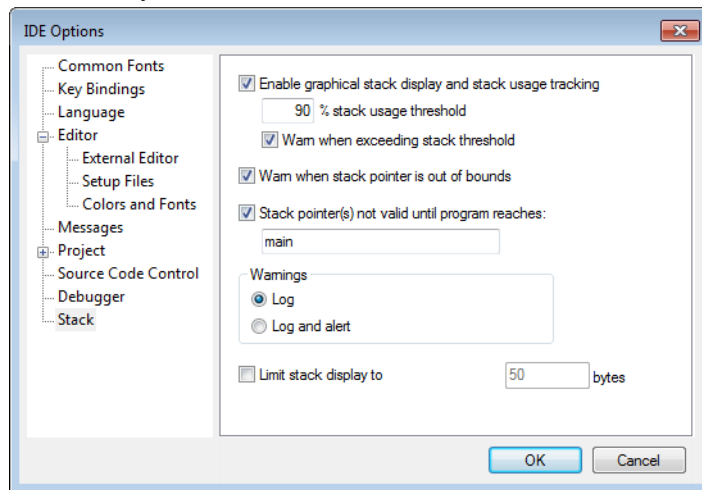 IDE Options
Common Fonts
Key Bindings
Language
Editor
External Editor
Setup Files
Colors and Fonts
Messages
Project
Source Code Control
Debugger
Stack
Enable graphical stack display and stack usage tracking
90 % stack usage threshold
Warn when exceeding stack threshold
Warn when stack pointer is out of bounds
Stack pointer(s) not valid until program reaches:
main
Warnings
Log
Log and alert
Limit stack display to 50 bytes
OK Cancel